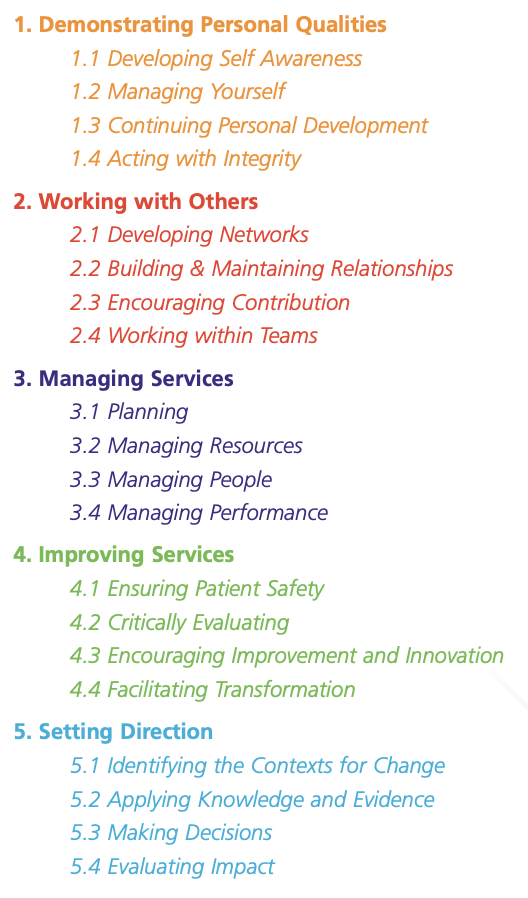 1. Demonstrating Personal Qualities
1.1 Developing Self Awareness
1.2 Managing Yourself
1.3 Continuing Personal Development
1.4 Acting with Integrity
2. Working with Others
2.1 Developing Networks
2.2 Building & Maintaining Relationships
2.3 Encouraging Contribution
2.4 Working within Teams
3. Managing Services
3.1 Planning
3.2 Managing Resources
3.3 Managing People
3.4 Managing Performance
4. Improving Services
4.1 Ensuring Patient Safety
4.2 Critically Evaluating
4.3 Encouraging Improvement and Innovation
4.4 Facilitating Transformation
5. Setting Direction
5.1 Identifying the Contexts for Change
5.2 Applying Knowledge and Evidence
5.3 Making Decisions
5.4 Evaluating Impact